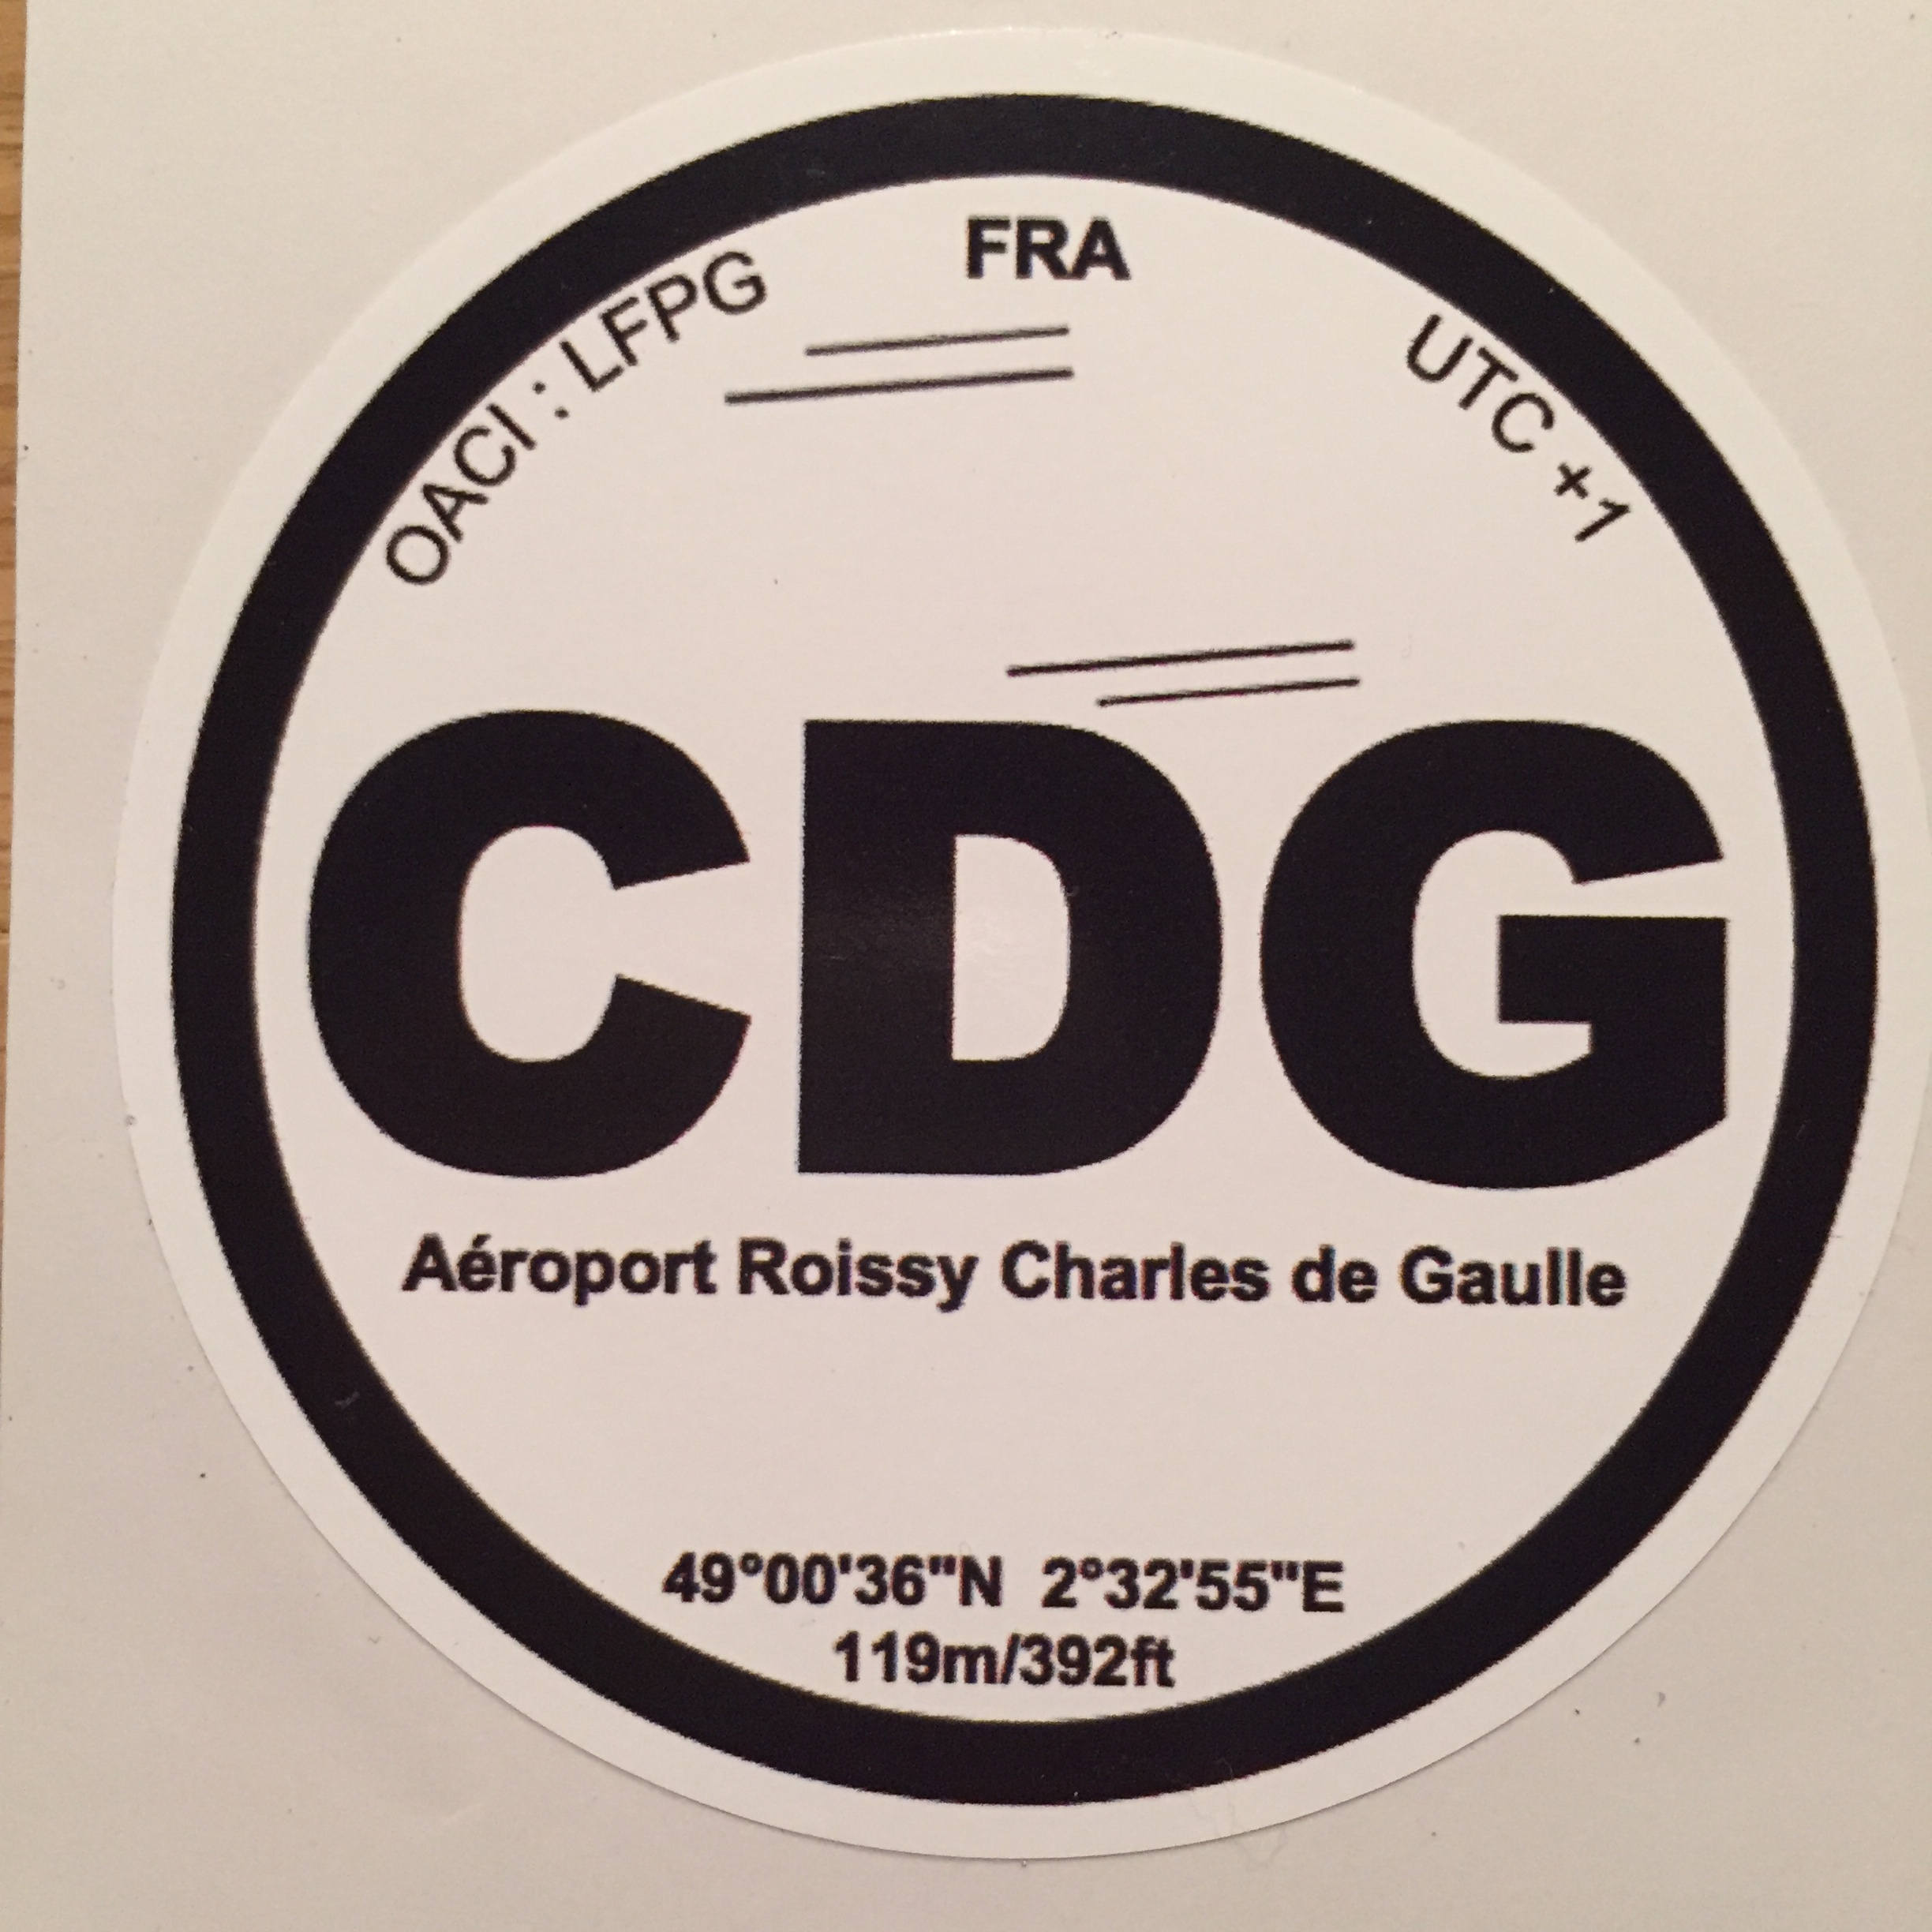 FRA
OACI : LFPG
UTC +1
CDG
Aéroport Roissy Charles de Gaulle
49°00'36"N 2°32'55"E
119m/392ft